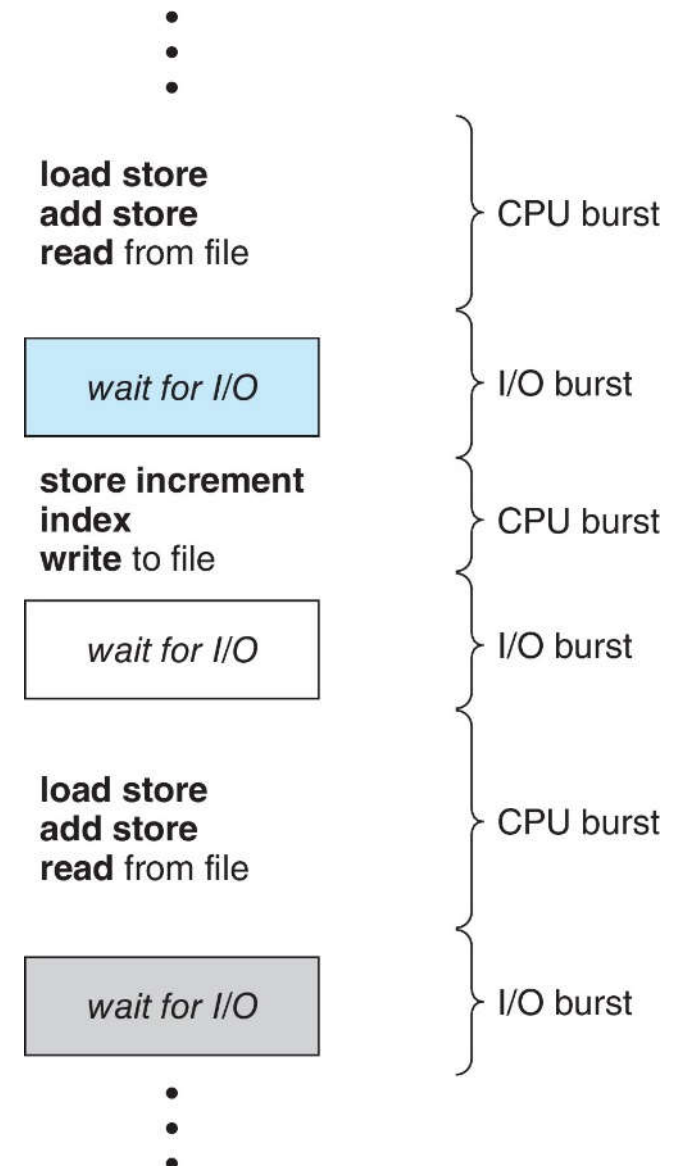 load store
add store
read from file
CPU burst
wait for I/O
I/O burst
store increment
index
write to file
CPU burst
wait for I/O
I/O burst
load store
add store
read from file
CPU burst
wait for I/O
I/O burst